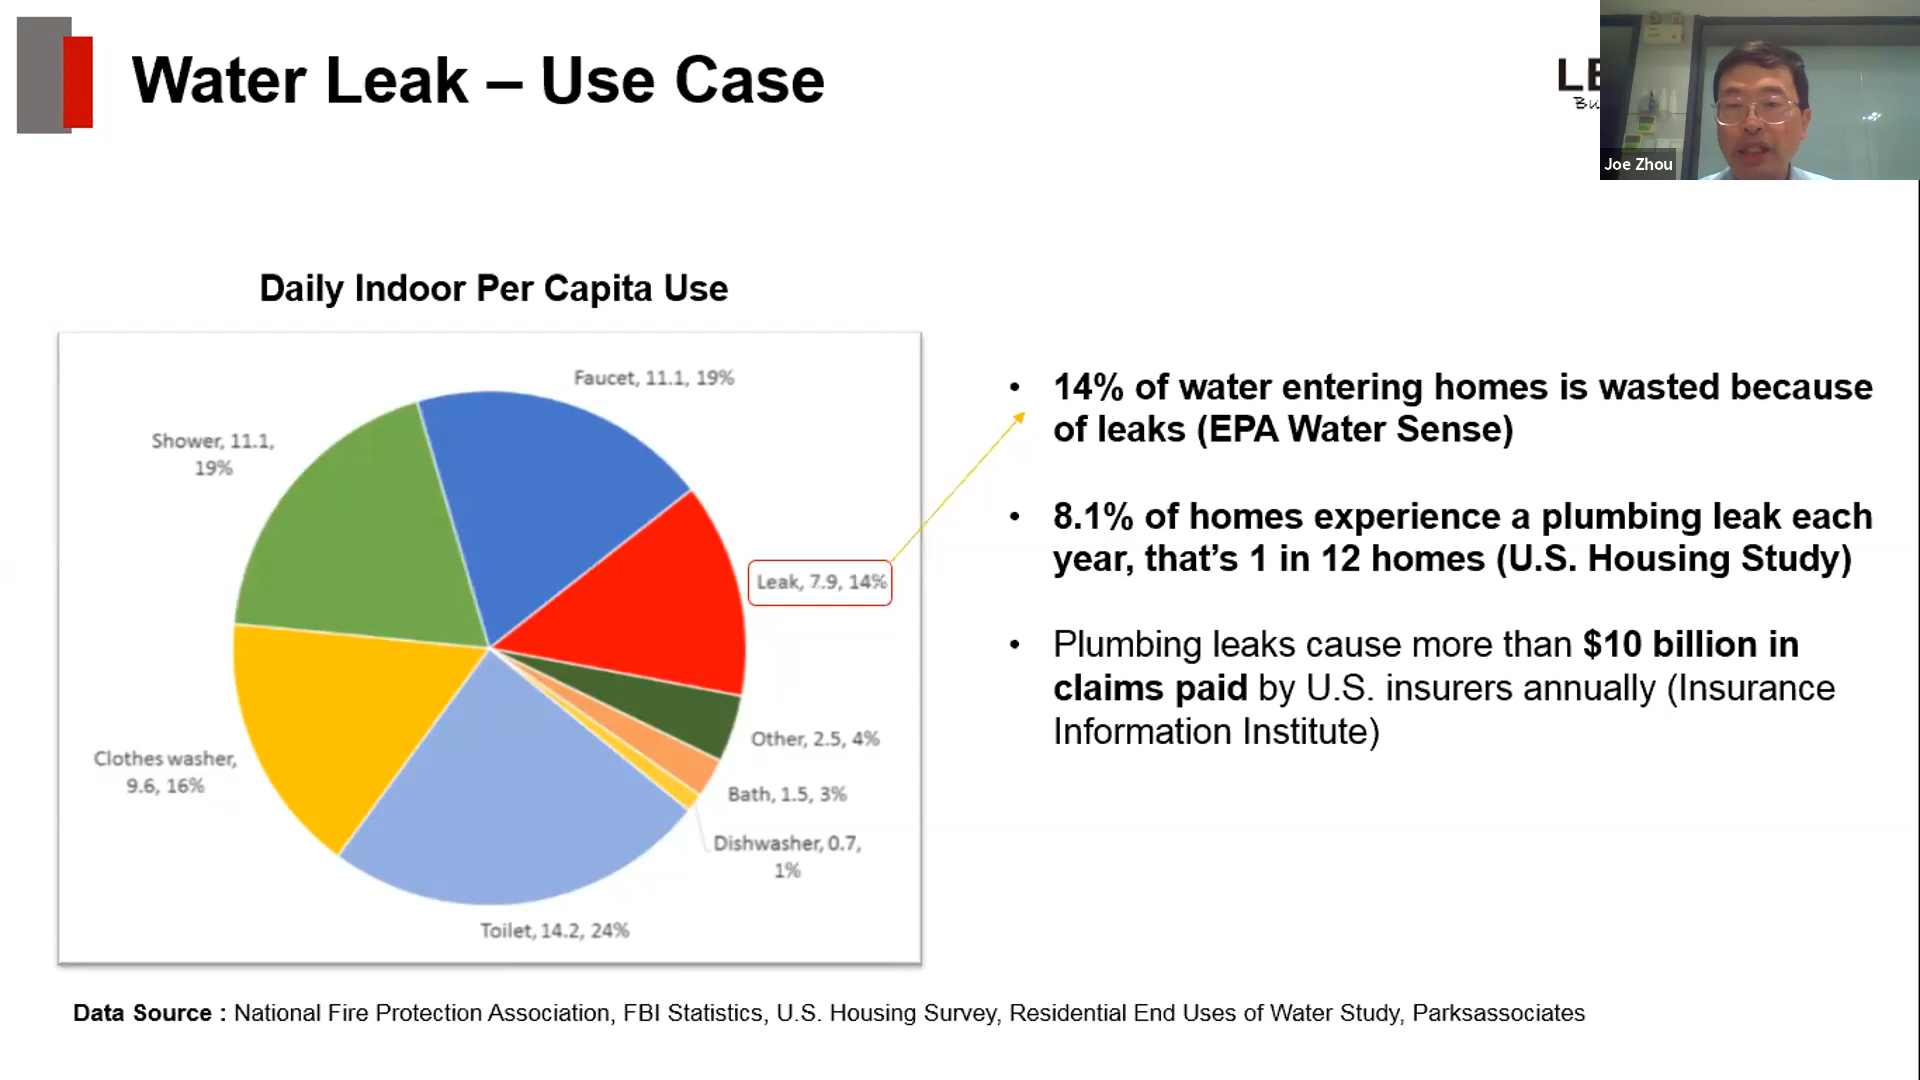 Water Leak – Use Case
LE
Bu
Joe Zhou
Daily Indoor Per Capita Use
Faucet, 11.1, 19%
Shower, 11.1,
19%
Leak, 7.9, 14%
Other, 2.5, 4%
Clothes washer,
9.6, 16%
Bath, 1.5, 3%
Dishwasher, 0.7,
1%
Toilet, 14.2, 24%
• 14% of water entering homes is wasted because
of leaks (EPA Water Sense)
• 8.1% of homes experience a plumbing leak each
year, that’s 1 in 12 homes (U.S. Housing Study)
• Plumbing leaks cause more than $10 billion in
claims paid by U.S. insurers annually (Insurance
Information Institute)
Data Source : National Fire Protection Association, FBI Statistics, U.S. Housing Survey, Residential End Uses of Water Study, Parksassociates